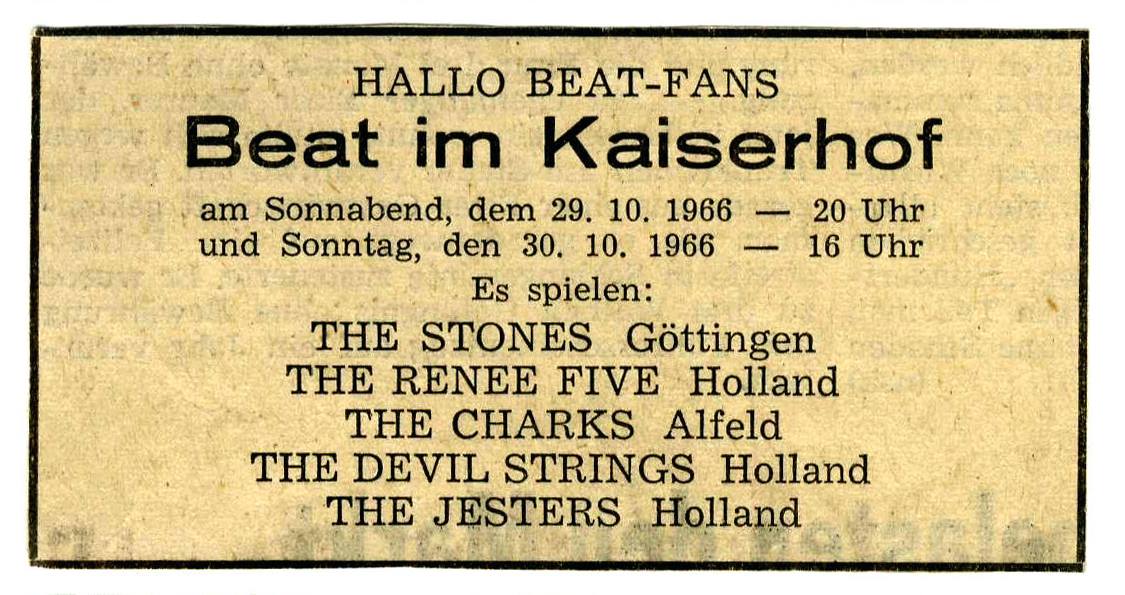 HALLO BEAT-FANS
Beat im Kaiserhof
am Sonnabend, dem 29. 10. 1966 — 20 Uhr
und Sonntag, den 30. 10. 1966 — 16 Uhr
Es spielen:
THE STONES Göttingen
THE RENEE FIVE Holland
THE CHARKS Alfeld
THE DEVIL STRINGS Holland
THE JESTERS Holland